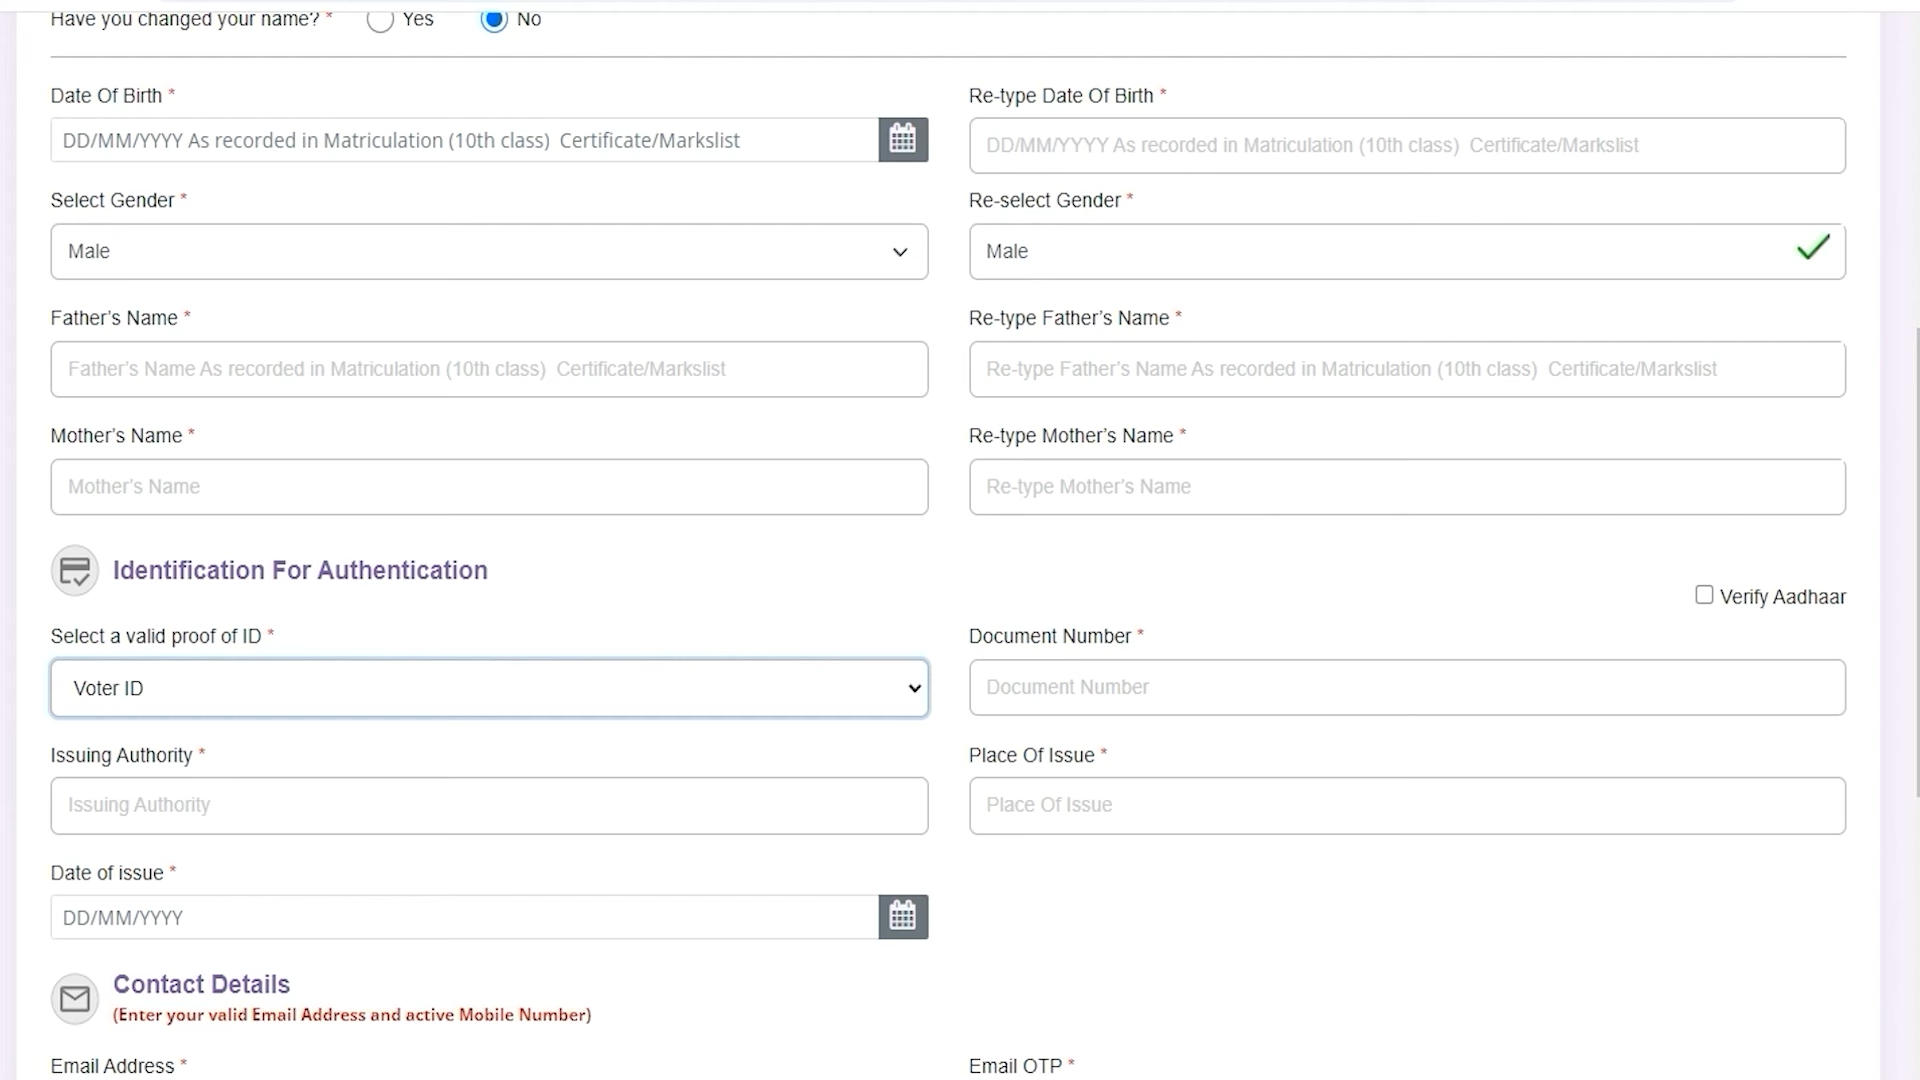 Have you changed your name? * Yes No
Date Of Birth * Re-type Date Of Birth *
DD/MM/YYYY As recorded in Matriculation (10th class) Certificate/Markslist DD/MM/YYYY As recorded in Matriculation (10th class) Certificate/Markslist
Select Gender * Re-select Gender *
Male Male
Father's Name * Re-type Father's Name *
Father's Name As recorded in Matriculation (10th class) Certificate/Markslist Re-type Father's Name As recorded in Matriculation (10th class) Certificate/Markslist
Mother's Name * Re-type Mother's Name *
Mother's Name Re-type Mother's Name
Identification For Authentication
Verify Aadhaar
Select a valid proof of ID * Document Number *
Voter ID Document Number
Issuing Authority * Place Of Issue *
Issuing Authority Place Of Issue
Date of issue *
DD/MM/YYYY
Contact Details
(Enter your valid Email Address and active Mobile Number)
Email Address * Email OTP *